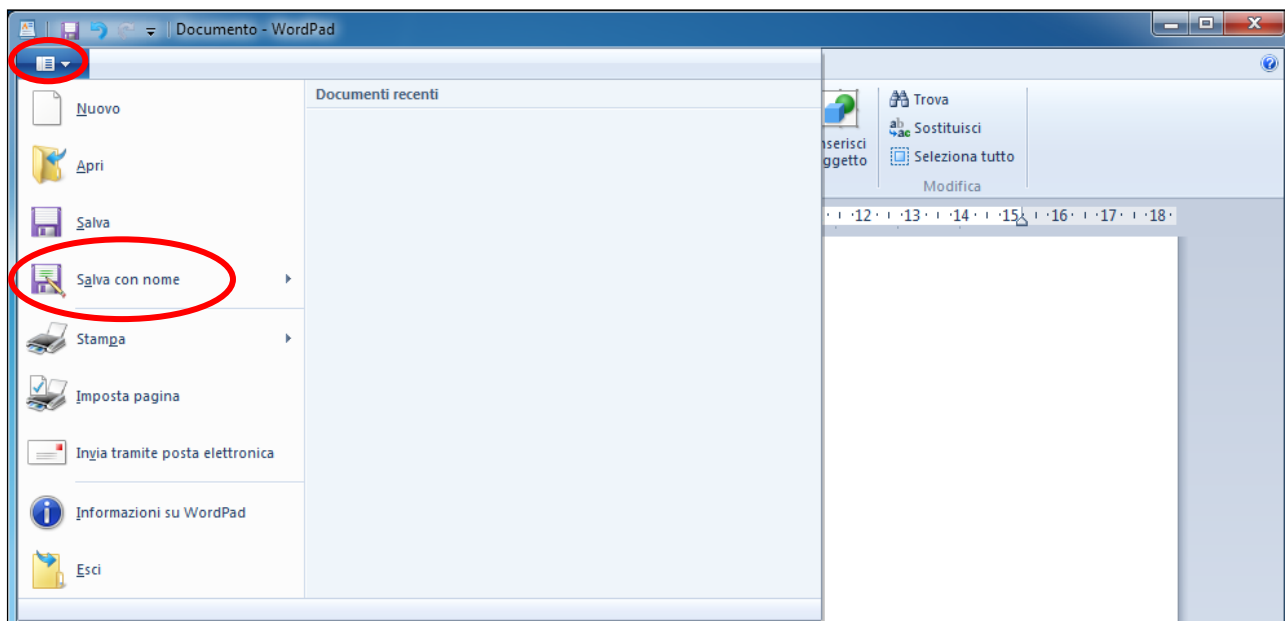 Documento - WordPad
Documenti recenti
Nuovo
Apri
Salva
Salva con nome
Stampa
Imposta pagina
Invia tramite posta elettronica
Informazioni su WordPad
Esci
nserisci
ggetto
Trova
Sostituisci
Seleziona tutto
Modifica
12 13 14 15 16 17 18